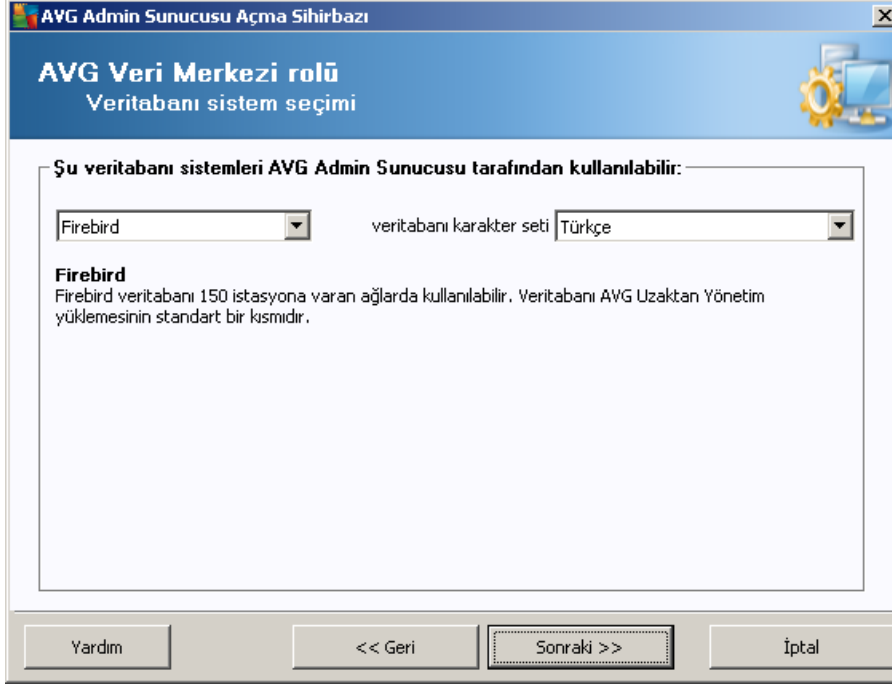 AVG Admin Sunucusu Açma Sihirbazı
AVG Veri Merkezi rolü
Veritabanı sistem seçimi
Şu veritabanı sistemleri AVG Admin Sunucusu tarafından kullanılabilir:
Firebird veritabanı karakter seti Türkçe
Firebird
Firebird veritabanı 150 istasyona varan ağlarda kullanılabilir. Veritabanı AVG Uzaktan Yönetim
yüklemesinin standart bir kısmıdır.
Yardım << Geri Sonraki >> İptal